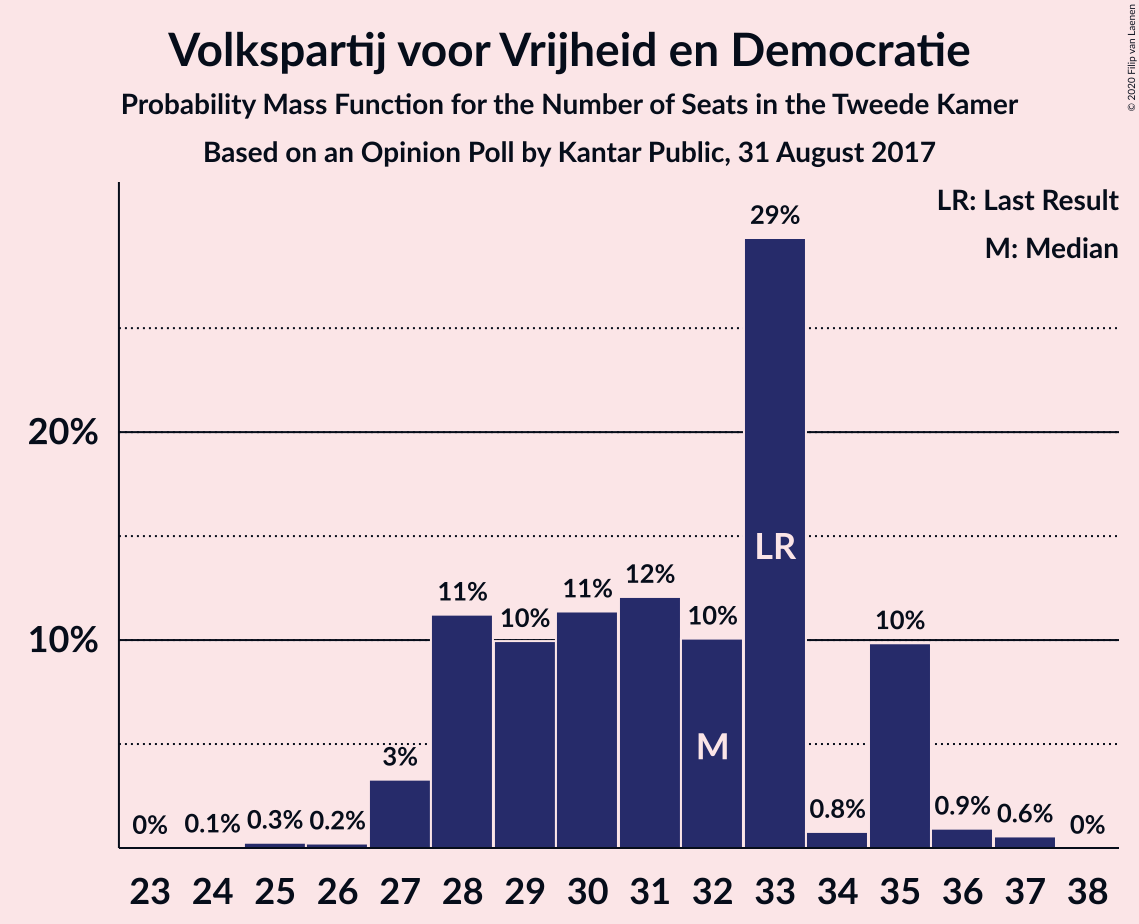 Volkspartij voor Vrijheid en Democratie
Probability Mass Function for the Number of Seats in the Tweede Kamer
Based on an Opinion Poll by Kantar Public, 31 August 2017
© 2020 Filip van Laenen
LR: Last Result
M: Median
20%
10%
0% 0.1% 0.3% 0.2% 3% 11% 10% 11% 12% 10% 29% 0.8% 10% 0.9% 0.6% 0%
LR
M
23 24 25 26 27 28 29 30 31 32 33 34 35 36 37 38